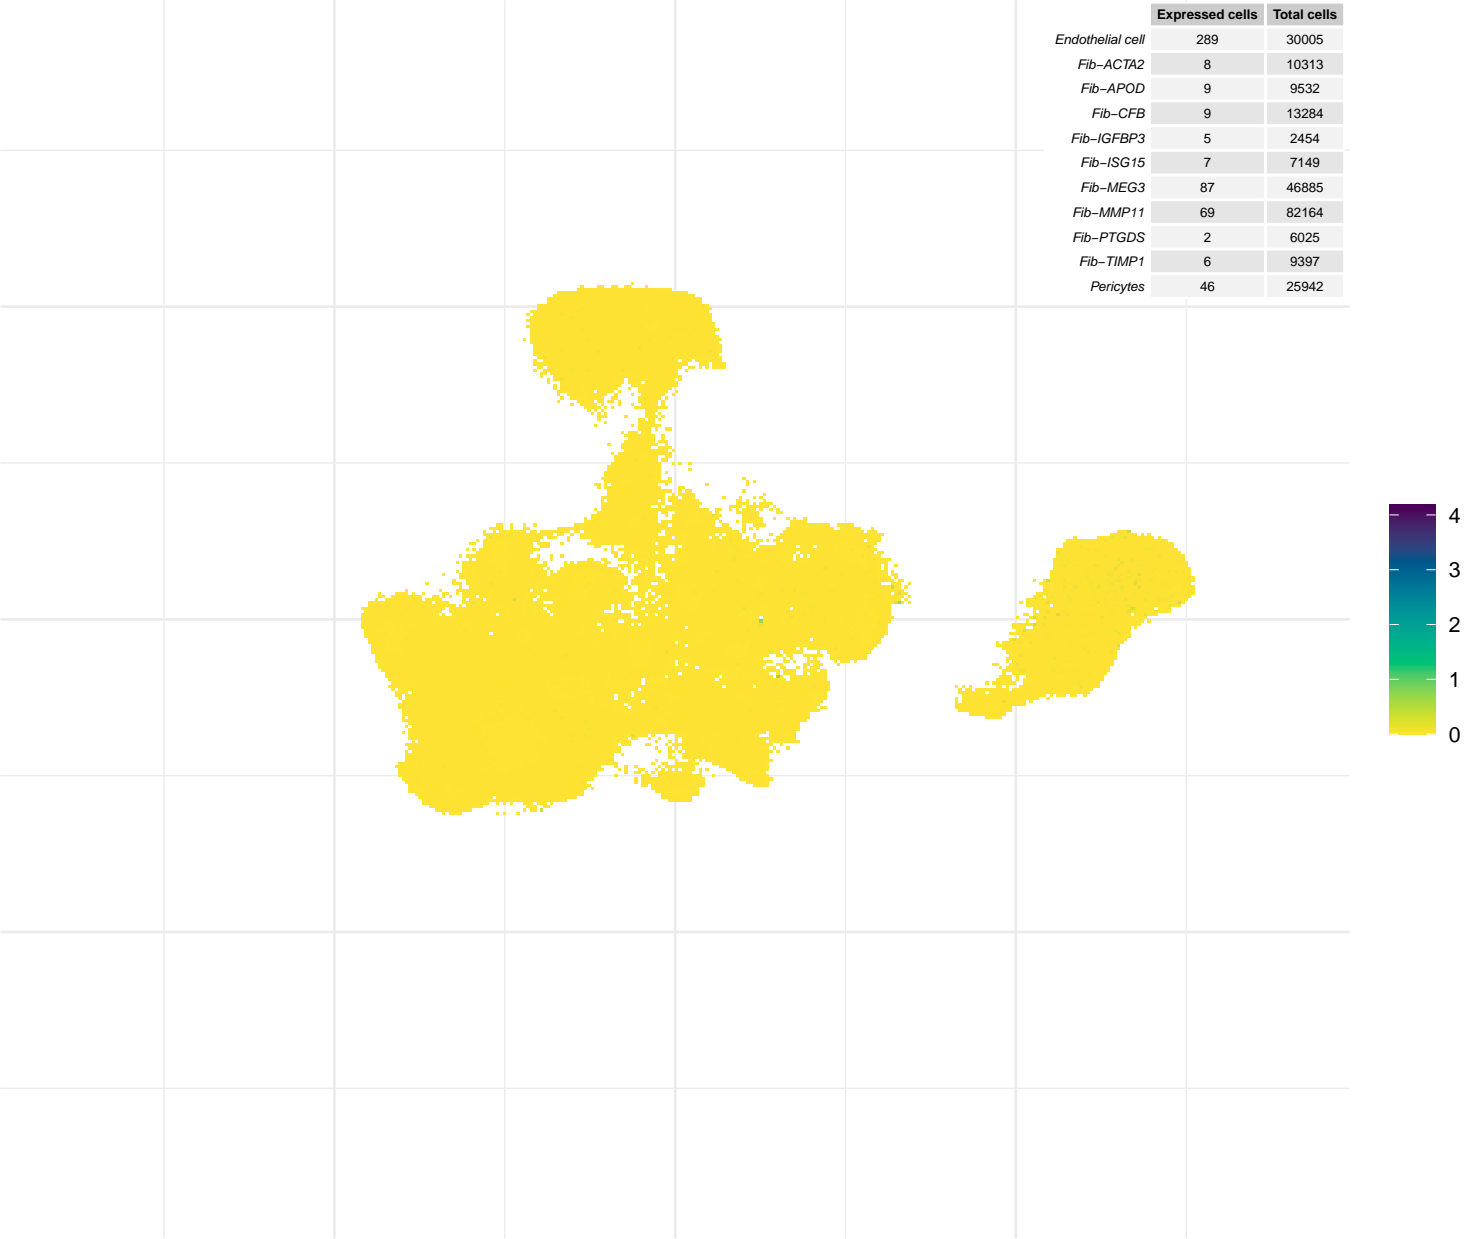 Expressed cells Total cells
Endothelial cell 289 30005
Fib−ACTA2 8 10313
Fib−APOD 9 9532
Fib−CFB 9 13284
Fib−IGFBP3 5 2454
Fib−ISG15 7 7149
Fib−MEG3 87 46885
Fib−MMP11 69 82164
Fib−PTGDS 2 6025
Fib−TIMP1 6 9397
Pericytes 46 25942
4
3
2
1
0